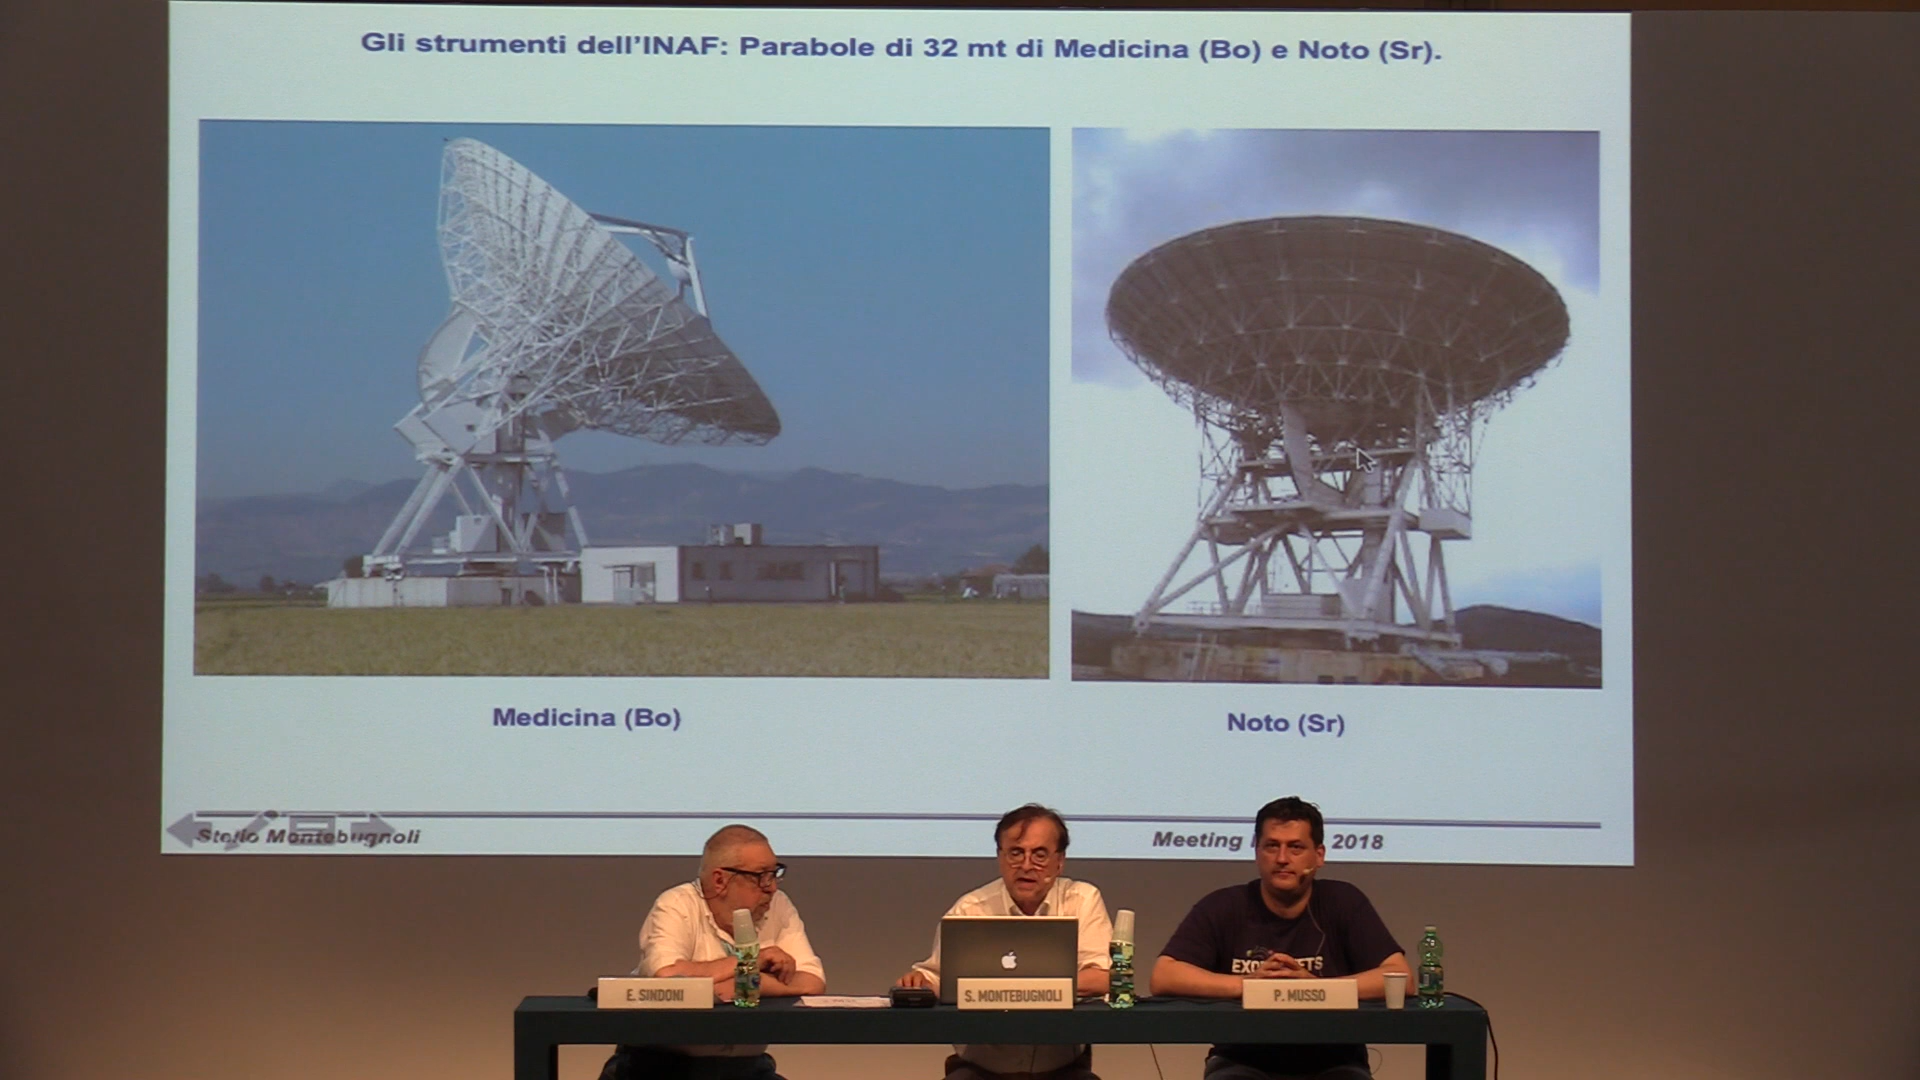 Gli strumenti dell'INAF: Parabole di 32 mt di Medicina (Bo) e Noto (Sr).
Medicina (Bo)
Noto (Sr)
Stelio Montebugnoli
Meeting 2018
E. SINDONI
S. MONTEBUGNOLI
P. MUSSO